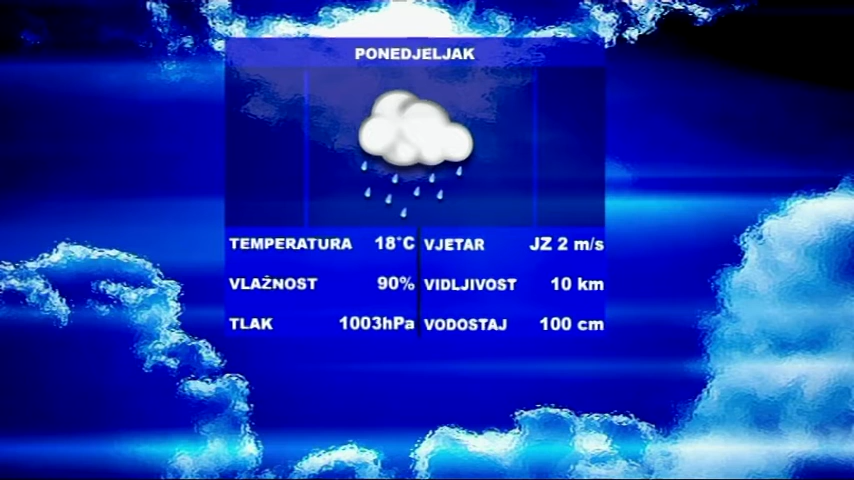 PONEDJELJAK
TEMPERATURA 18°C VJETAR JZ 2 m/s
VLAŽNOST 90% VIDLJIVOST 10 km
TLAK 1003hPa VODOSTAJ 100 cm